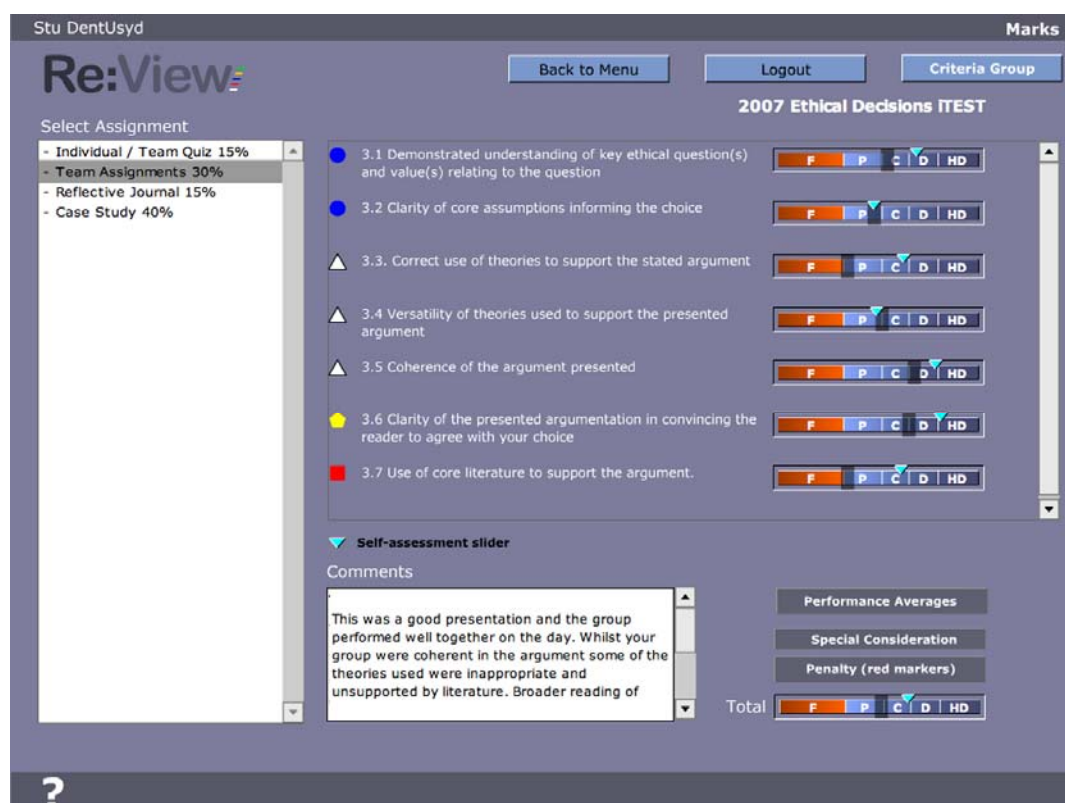 Stu DentUsyd
Marks
Re:View
Back to Menu
Logout
Criteria Group
2007 Ethical Decisions iTEST
Select Assignment
- Individual / Team Quiz 15%
- Team Assignments 30%
- Reflective Journal 15%
- Case Study 40%
3.1 Demonstrated understanding of key ethical question(s)
and value(s) relating to the question
F P C D HD
3.2 Clarity of core assumptions informing the choice
F P C D HD
3.3. Correct use of theories to support the stated argument
F P C D HD
3.4 Versatility of theories used to support the presented
argument
F P C D HD
3.5 Coherence of the argument presented
F P C D HD
3.6 Clarity of the presented argumentation in convincing the
reader to agree with your choice
F P C D HD
3.7 Use of core literature to support the argument.
F P C D HD
Self-assessment slider
Comments
.
This was a good presentation and the group
performed well together on the day. Whilst your
group were coherent in the argument some of the
theories used were inappropriate and
unsupported by literature. Broader reading of
Performance Averages
Special Consideration
Penalty (red markers)
Total
F P C D HD
?